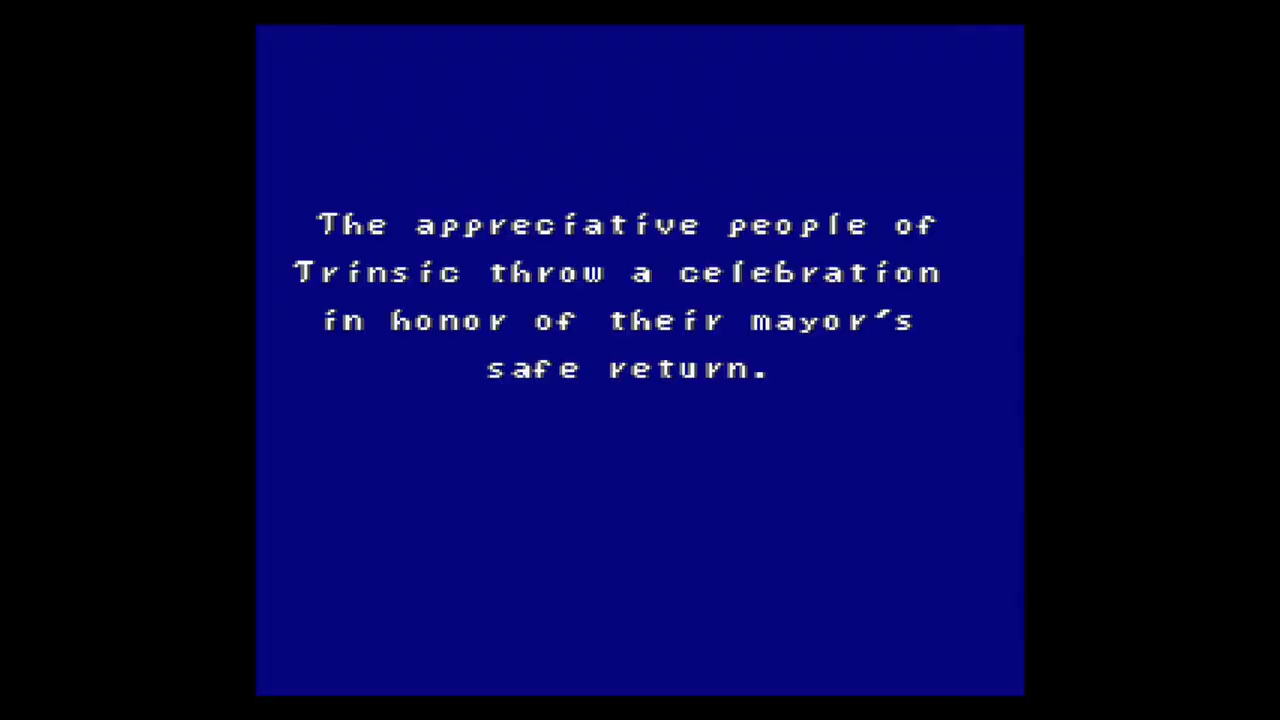 The appreciative people of
Trinsic throw a celebration
in honor of their mayor's
safe return.